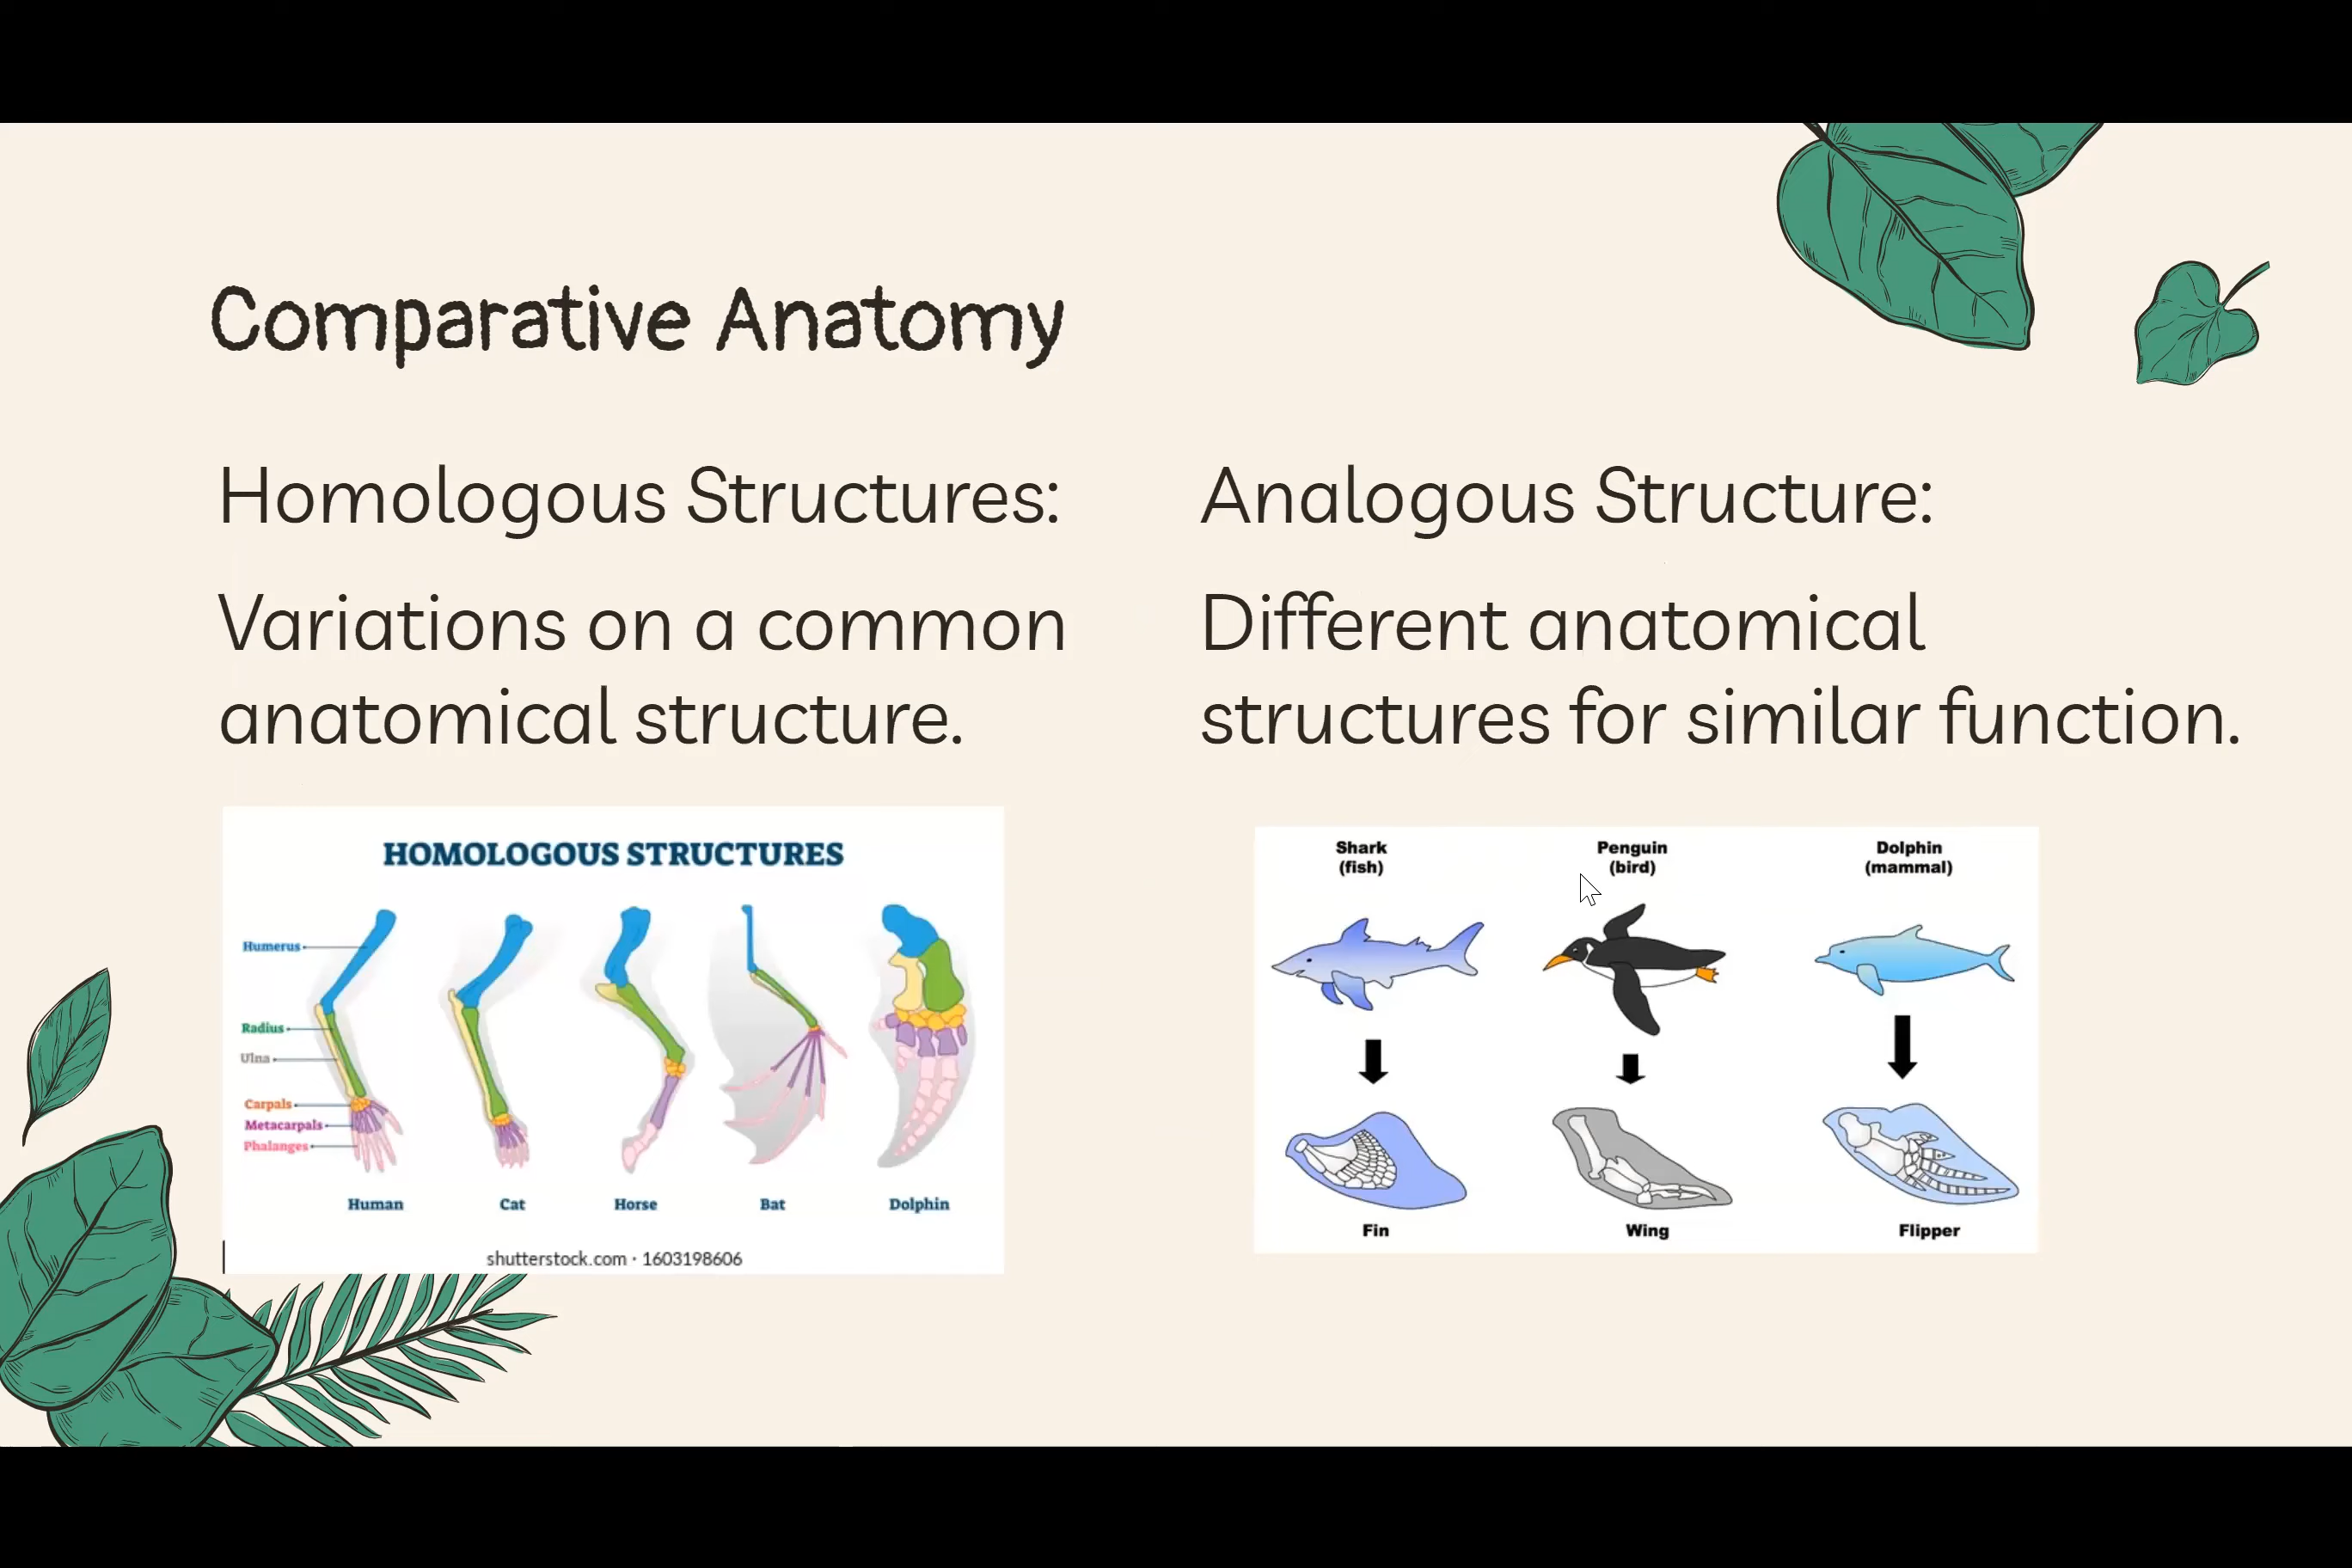 Comparative Anatomy
Homologous Structures:
Variations on a common
anatomical structure.
HOMOLOGOUS STRUCTURES
Humerus
Radius
Ulna
Carpals
Metacarpals
Phalanges
Human Cat Horse Bat Dolphin
shutterstock.com · 1603198606
Analogous Structure:
Different anatomical
structures for similar function.
Shark Penguin Dolphin
(fish) (bird) (mammal)
Fin Wing Flipper